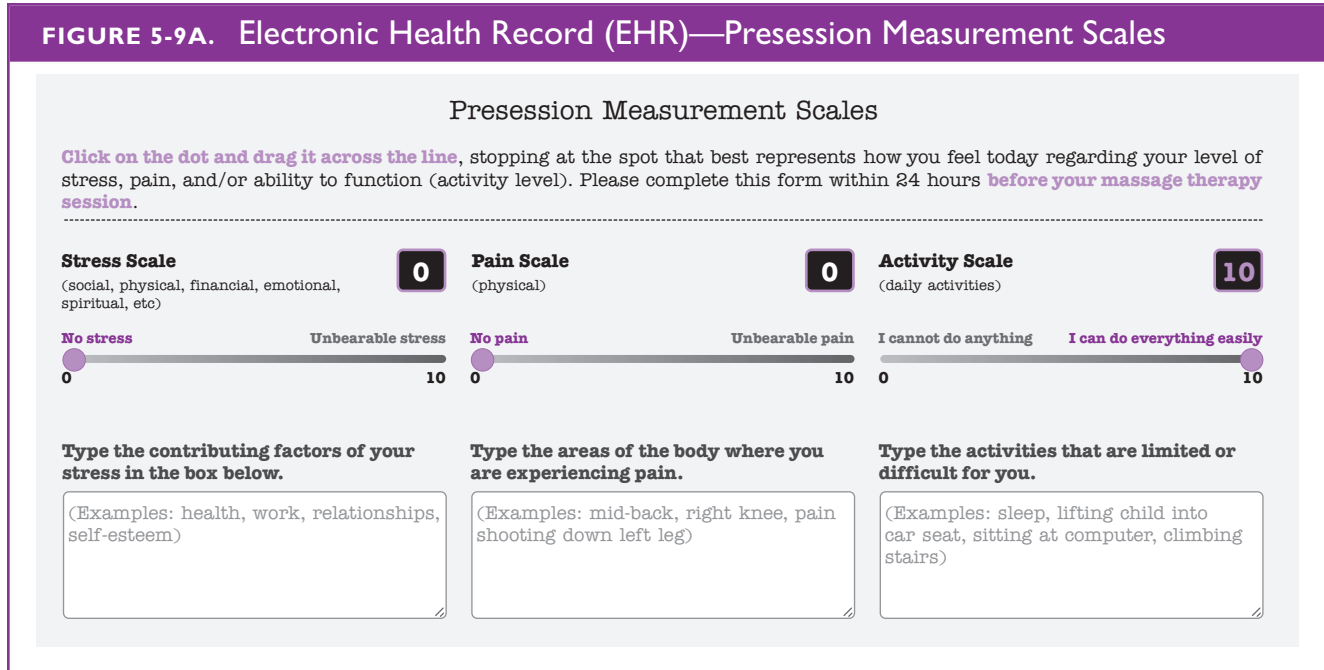 FIGURE 5-9A. Electronic Health Record (EHR)—Presession Measurement Scales
Presession Measurement Scales
Click on the dot and drag it across the line, stopping at the spot that best represents how you feel today regarding your level of
stress, pain, and/or ability to function (activity level). Please complete this form within 24 hours before your massage therapy
session.
Stress Scale
(social, physical, financial, emotional,
spiritual, etc)
0
No stress
Unbearable stress
0
10
Type the contributing factors of your
stress in the box below.
(Examples: health, work, relationships,
self-esteem)
Pain Scale
(physical)
0
No pain
Unbearable pain
0
10
Type the areas of the body where you
are experiencing pain.
(Examples: mid-back, right knee, pain
shooting down left leg)
Activity Scale
(daily activities)
10
I cannot do anything
I can do everything easily
0
10
Type the activities that are limited or
difficult for you.
(Examples: sleep, lifting child into
car seat, sitting at computer, climbing
stairs)